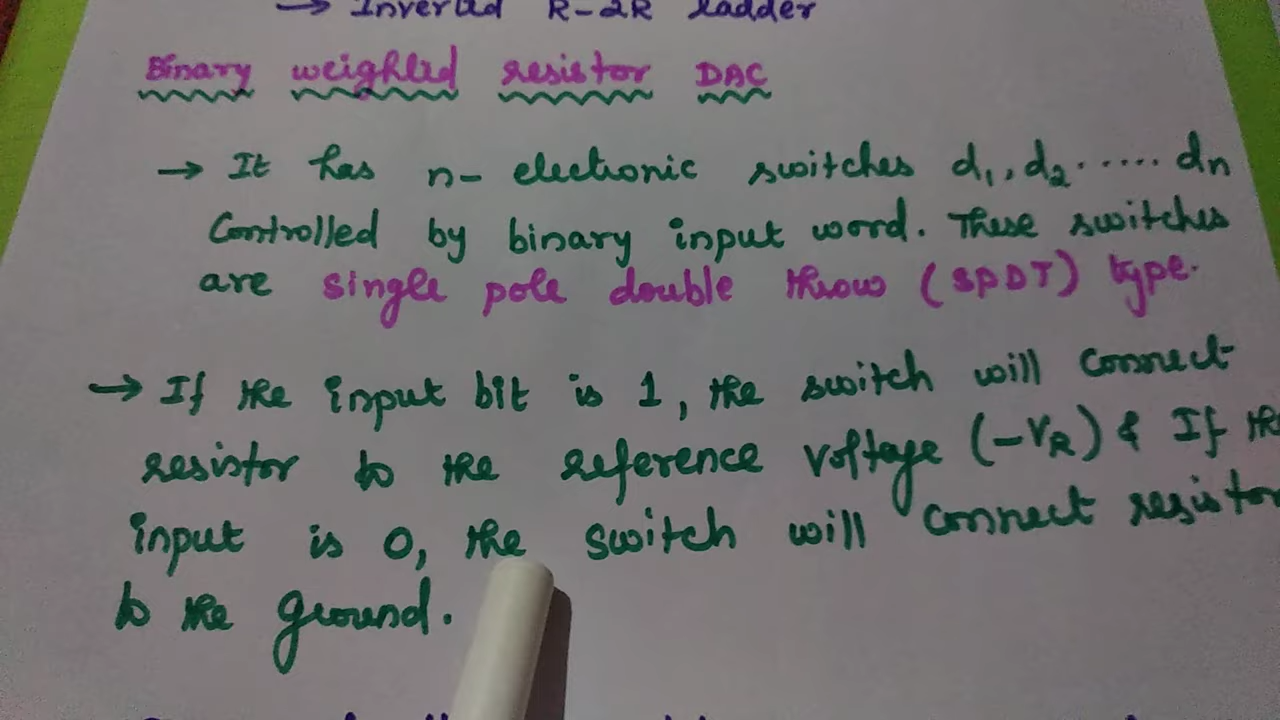 → Inverted R-2R ladder
Binary weighted resistor DAC
→ It has n- electronic switches d1, d2 ...... dn
Controlled by binary input word. These switches
are single pole double throw (SPDT) type.
→ If the input bit is 1, the switch will connect
resistor to the reference voltage (-VR) & If the
input is 0, the switch will connect resistor
to the ground.